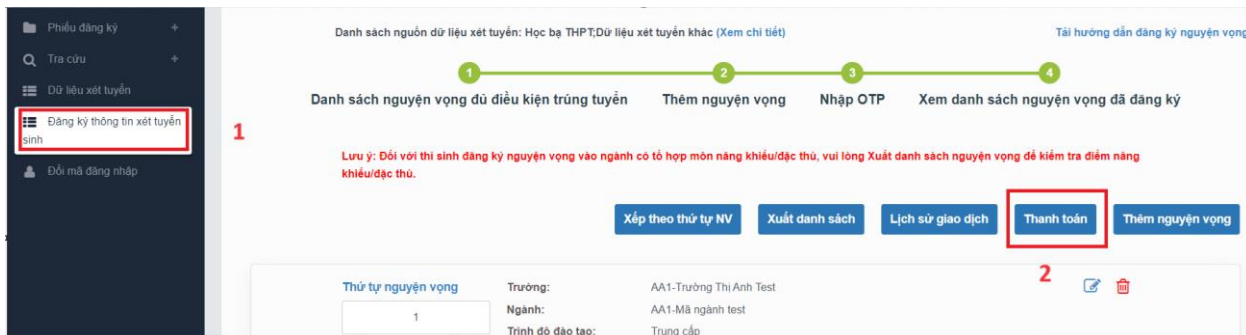 Phiếu đăng ký +
Tra cứu +
Dữ liệu xét tuyển
Đăng ký thông tin xét tuyển
sinh
Đổi mã đăng nhập
1
Danh sách nguồn dữ liệu xét tuyển: Học bạ THPT;Dữ liệu xét tuyển khác (Xem chi tiết)
Tải hướng dẫn đăng ký nguyện vọng
1 2 3 4
Danh sách nguyện vọng đủ điều kiện trúng tuyển Thêm nguyện vọng Nhập OTP Xem danh sách nguyện vọng đã đăng ký
Lưu ý: Đối với thí sinh đăng ký nguyện vọng vào ngành có tổ hợp môn năng khiếu/đặc thù, vui lòng Xuất danh sách nguyện vọng để kiểm tra điểm năng
khiếu/đặc thù.
Xếp theo thứ tự NV Xuất danh sách Lịch sử giao dịch Thanh toán Thêm nguyện vọng
2
Thứ tự nguyện vọng Trường: AA1-Trường Thị Anh Test
1 Ngành: AA1-Mã ngành test
Trình độ đào tạo: Trung cấp